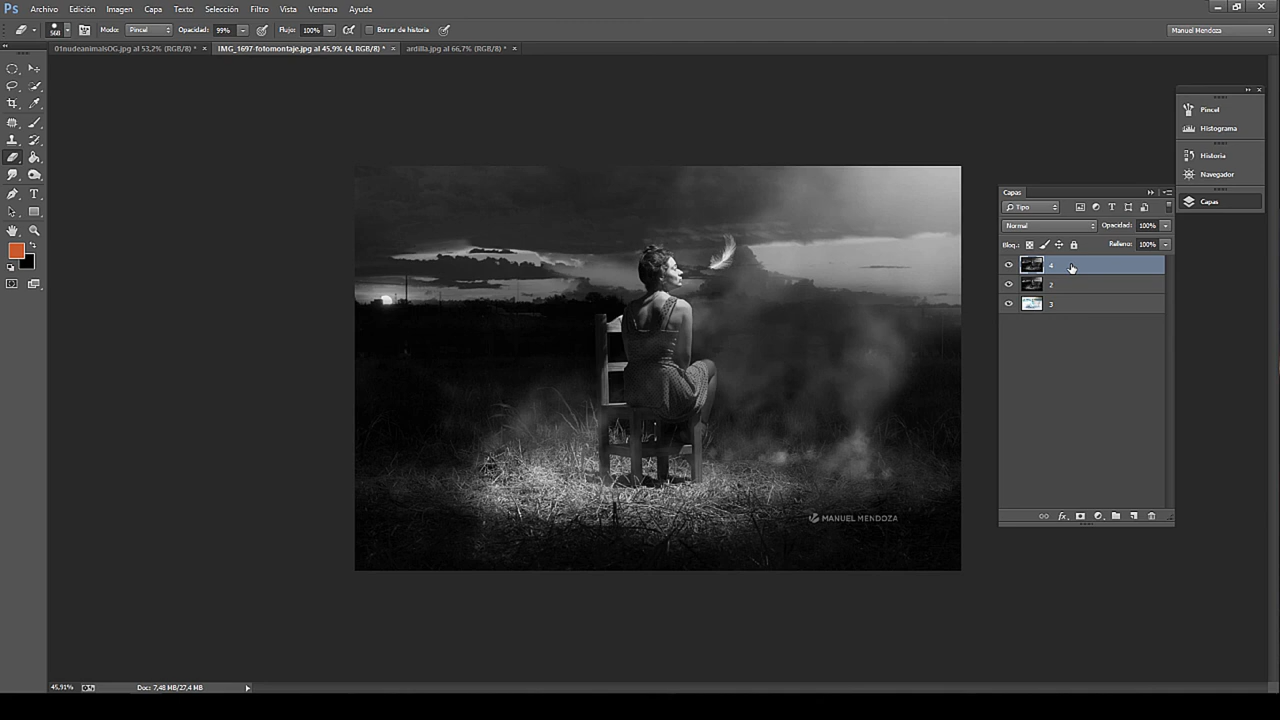 Ps Archivo Edición Imagen Capa Texto Selección Filtro Vista Ventana Ayuda
568 Modo: Pincel Opacidad: 99% Flujo: 100% Borrar de historia Manuel Mendoza
01nudeanimalsOG.jpg al 53,2% (RGB/8) * × IMG_1697-fotomontaje.jpg al 45,9% (4, RGB/8) * × ardilla.jpg al 66,7% (RGB/8) * ×
Pincel
Histograma
Historia
Navegador
Capas
Capas
Tipo
Normal Opacidad: 100%
Bloq.: Relleno: 100%
4
2
3
MANUEL MENDOZA
45,91% Doc: 7,48 MB/27,4 MB